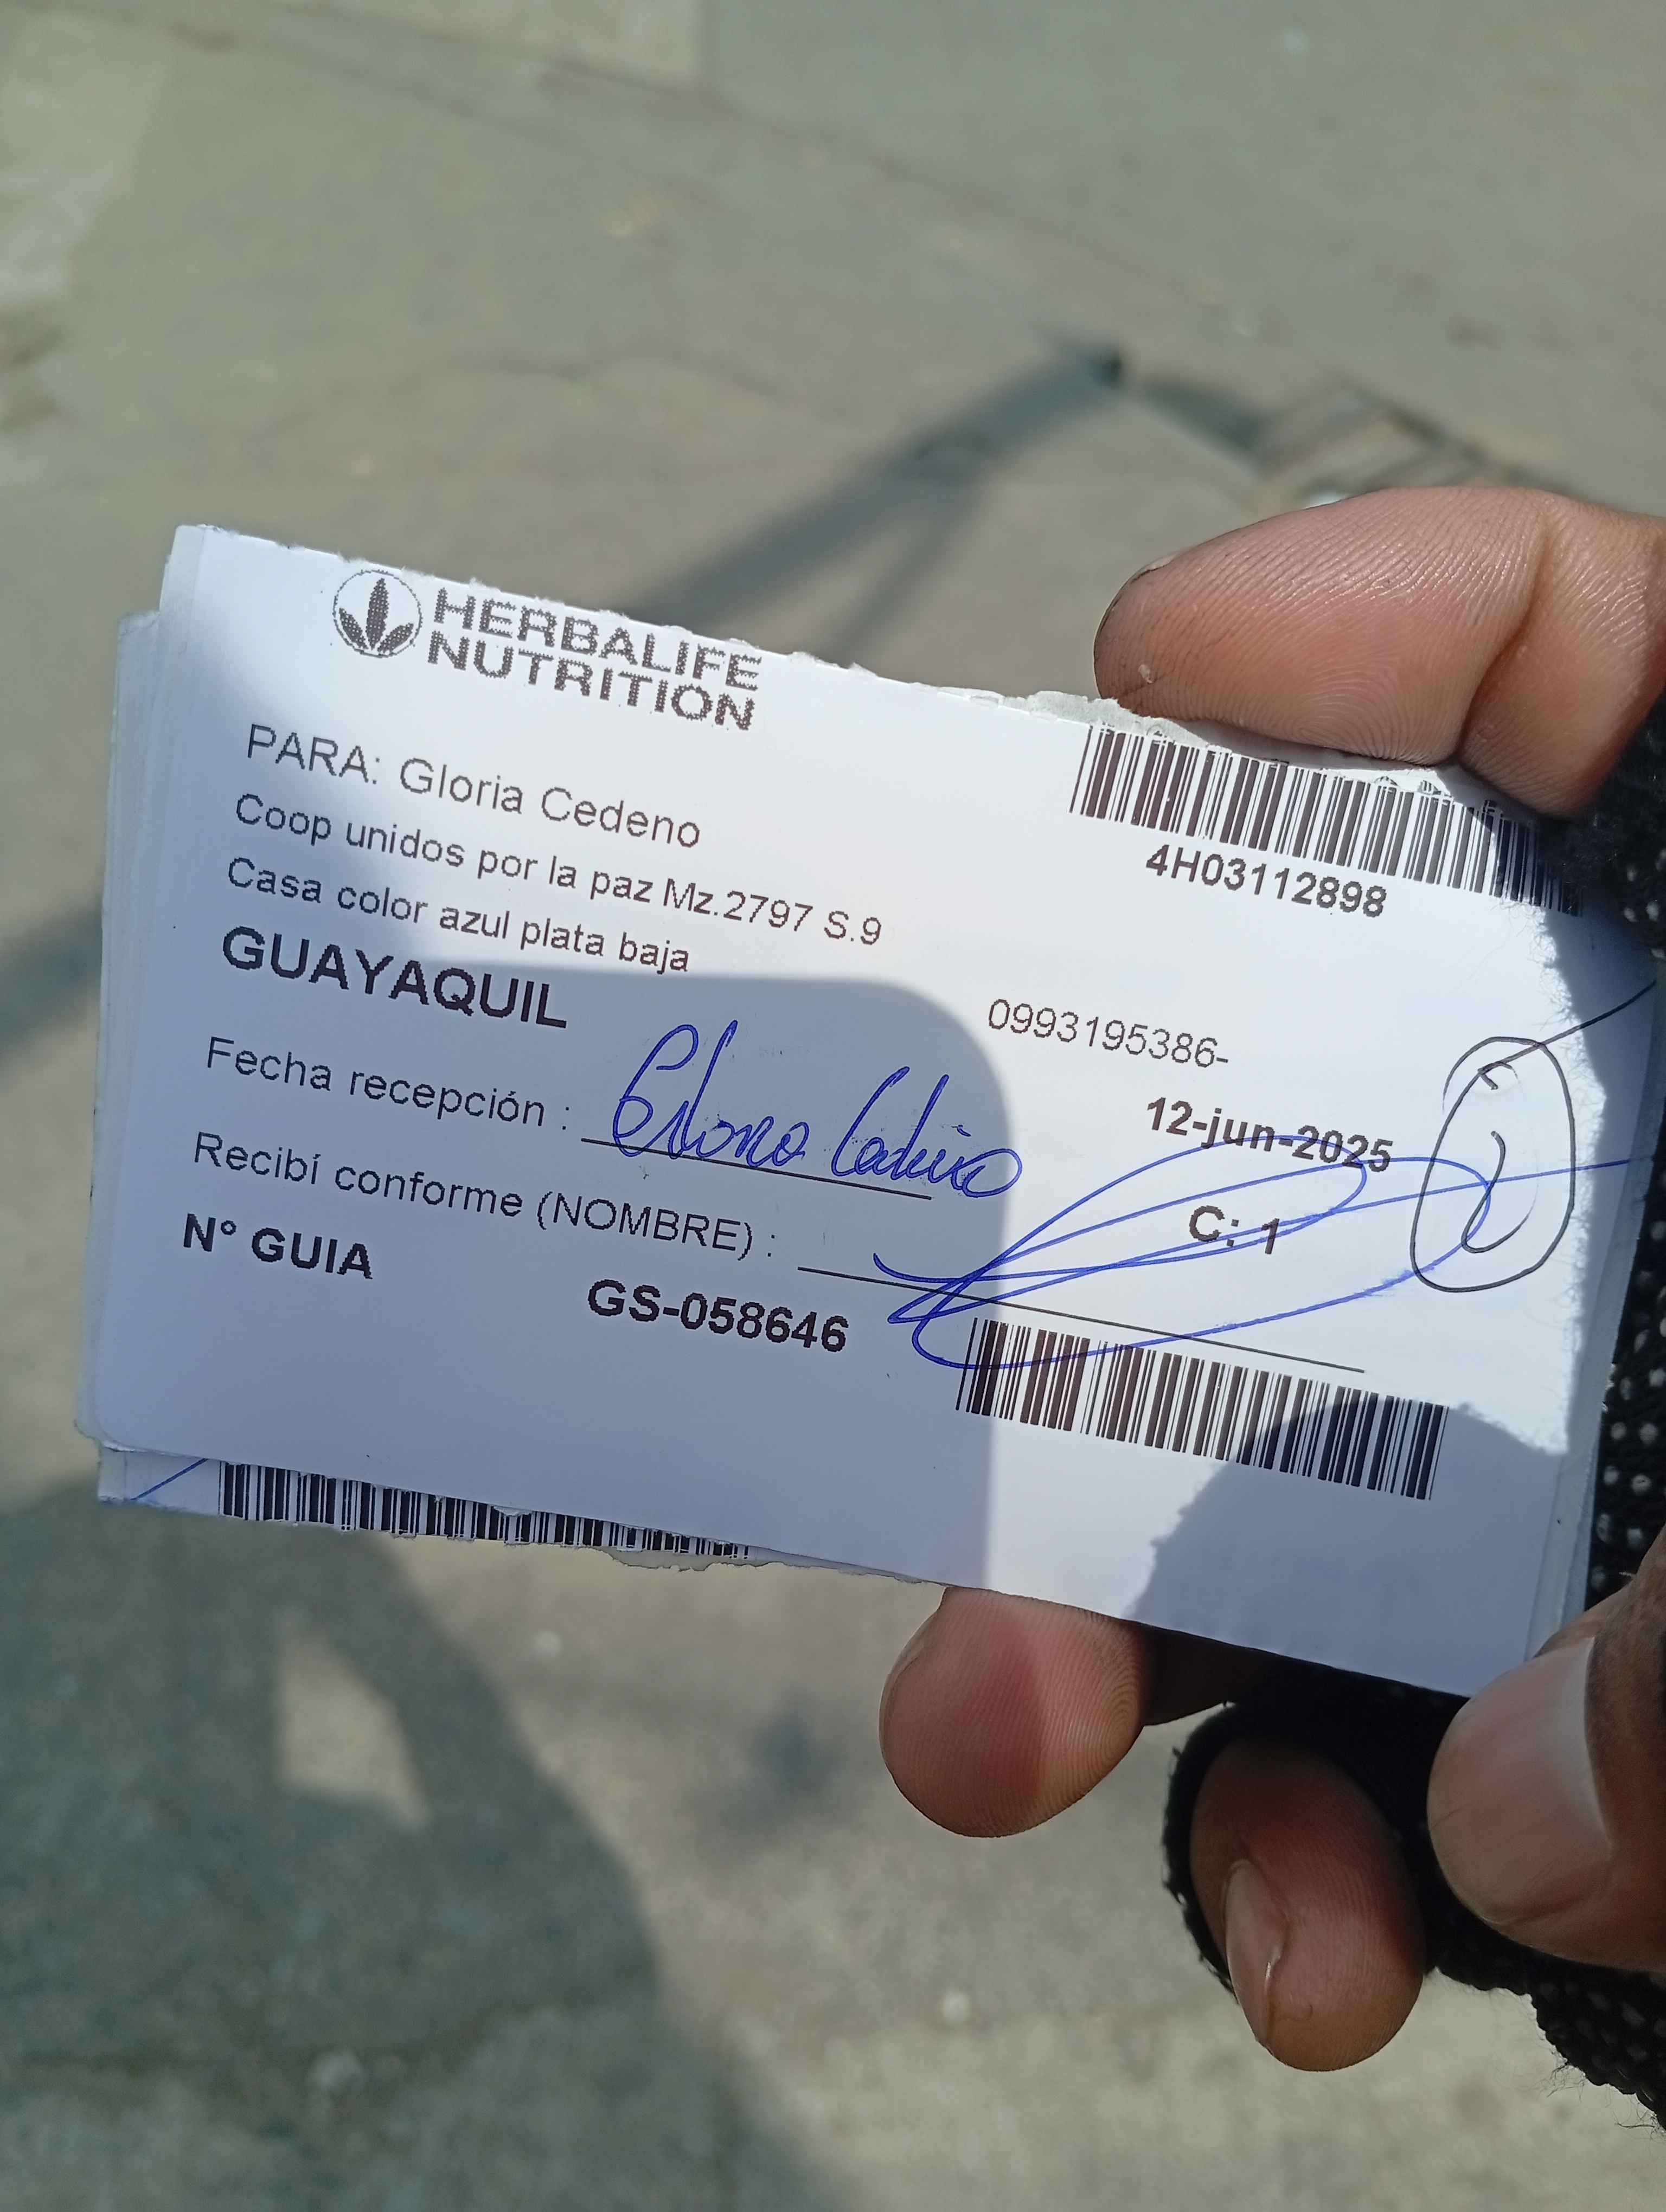 HERBALIFE
NUTRITION
4H03112898
PARA: Gloria Cedeno
Coop unidos por la paz Mz.2797 S.9
Casa color azul plata baja
GUAYAQUIL
0993195386-
Fecha recepción :
12-jun-2025
Recibí conforme (NOMBRE) :
C: 1
N° GUIA GS-058646